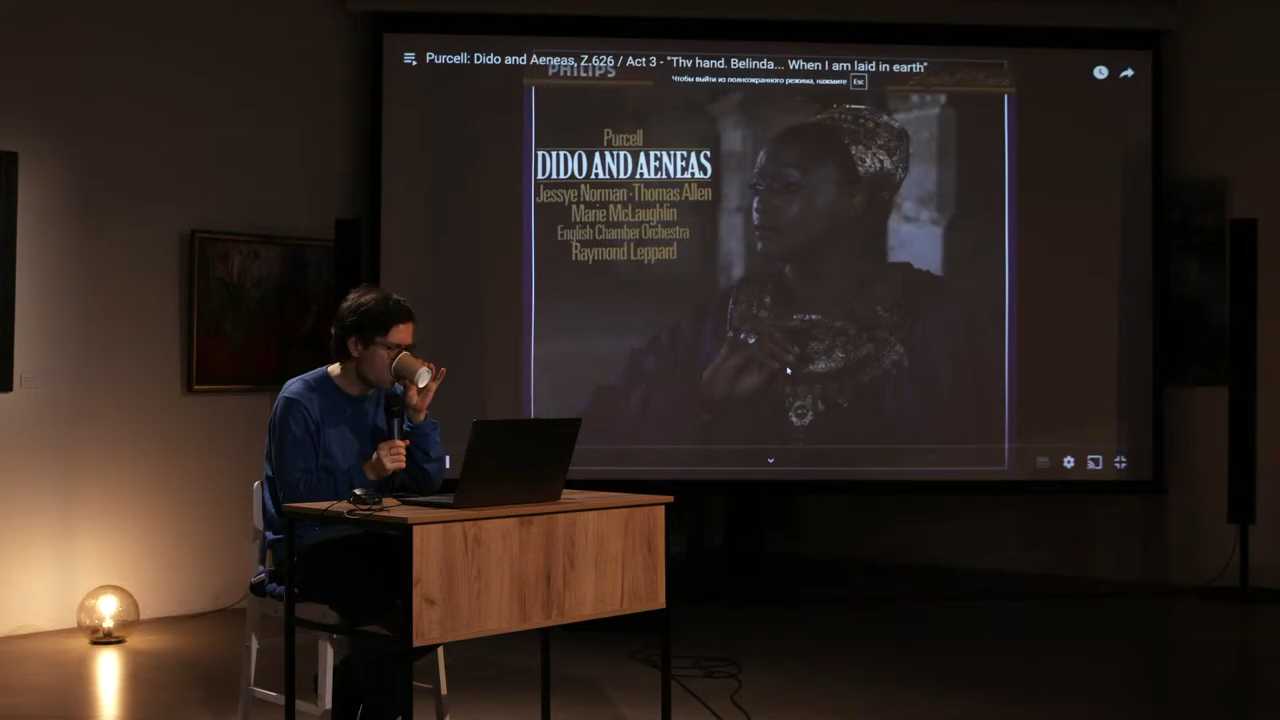 Purcell: Dido and Aeneas, Z.626 / Act 3 - "Thy hand, Belinda... When I am laid in earth"
PHILIPS
Чтобы выйти из полноэкранного режима, нажмите Esc
Purcell
DIDO AND AENEAS
Jessye Norman · Thomas Allen
Marie McLaughlin
English Chamber Orchestra
Raymond Leppard